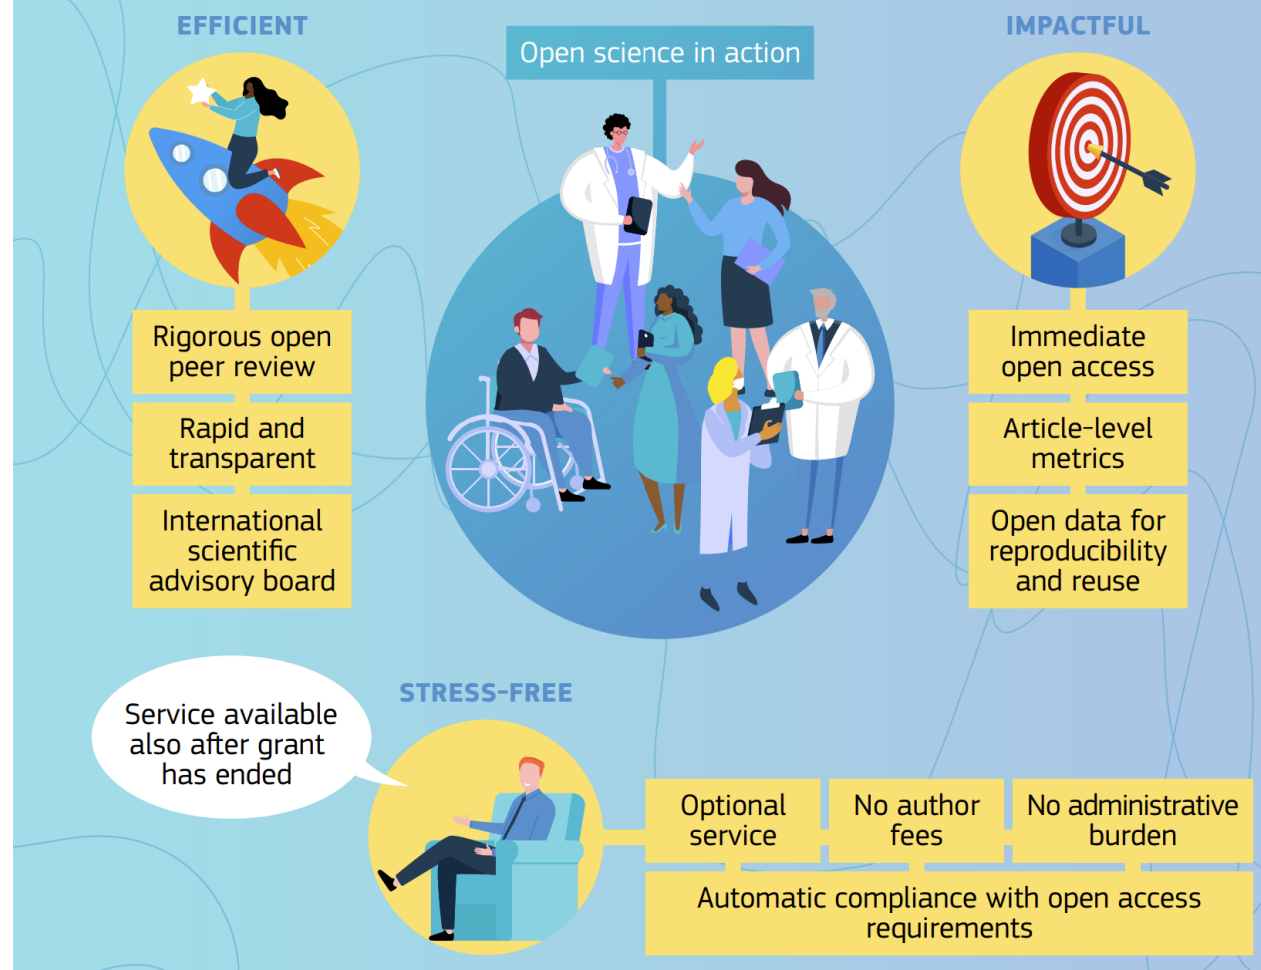 EFFICIENT
Rigorous open
peer review
Rapid and
transparent
International
scientific
advisory board
Open science in action
IMPACTFUL
Immediate
open access
Article-level
metrics
Open data for
reproducibility
and reuse
STRESS-FREE
Service available
also after grant
has ended
Optional
service
No author
fees
No administrative
burden
Automatic compliance with open access
requirements